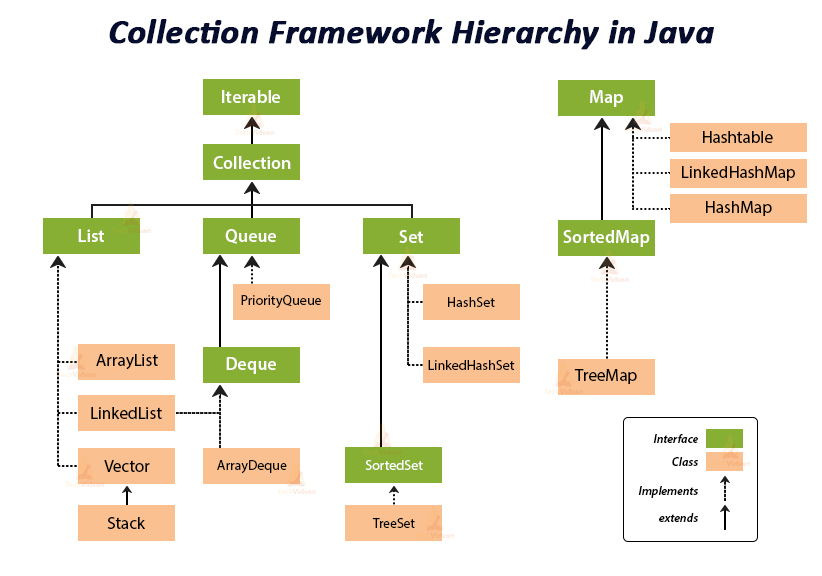 Collection Framework Hierarchy in Java
Iterable
Map
Hashtable
Collection
LinkedHashMap
HashMap
List
Queue
Set
SortedMap
PriorityQueue
HashSet
ArrayList
Deque
LinkedHashSet
TreeMap
LinkedList
Vector
ArrayDeque
SortedSet
Stack
TreeSet
Interface
Class
Implements
extends